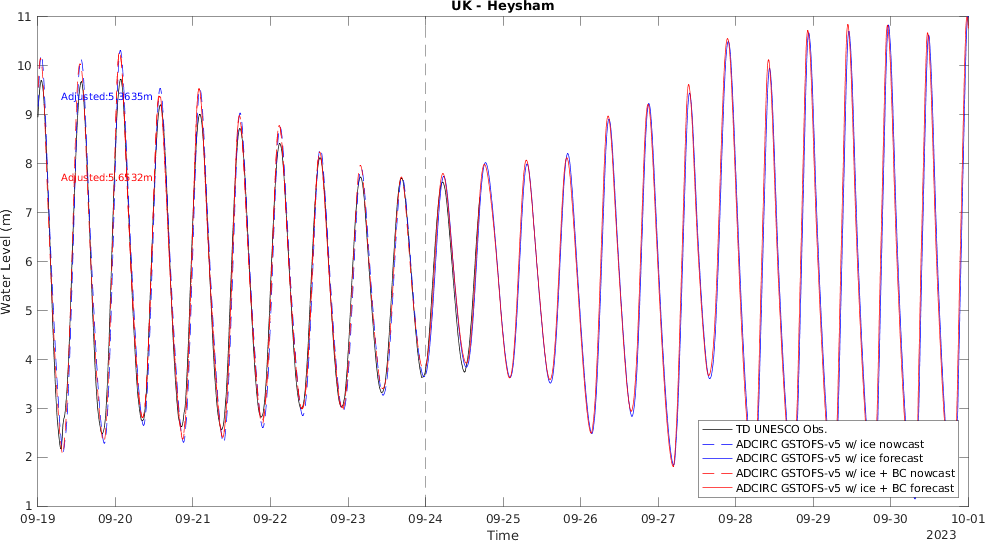 UK - Heysham
11
10
9
8
7
6
5
4
3
2
1
Water Level (m)
Adjusted:5.3635m
Adjusted:5.6532m
TD UNESCO Obs.
ADCIRC GSTOFS-v5 w/ ice nowcast
ADCIRC GSTOFS-v5 w/ ice forecast
ADCIRC GSTOFS-v5 w/ ice + BC nowcast
ADCIRC GSTOFS-v5 w/ ice + BC forecast
09-19 09-20 09-21 09-22 09-23 09-24 09-25 09-26 09-27 09-28 09-29 09-30 10-01
Time
2023